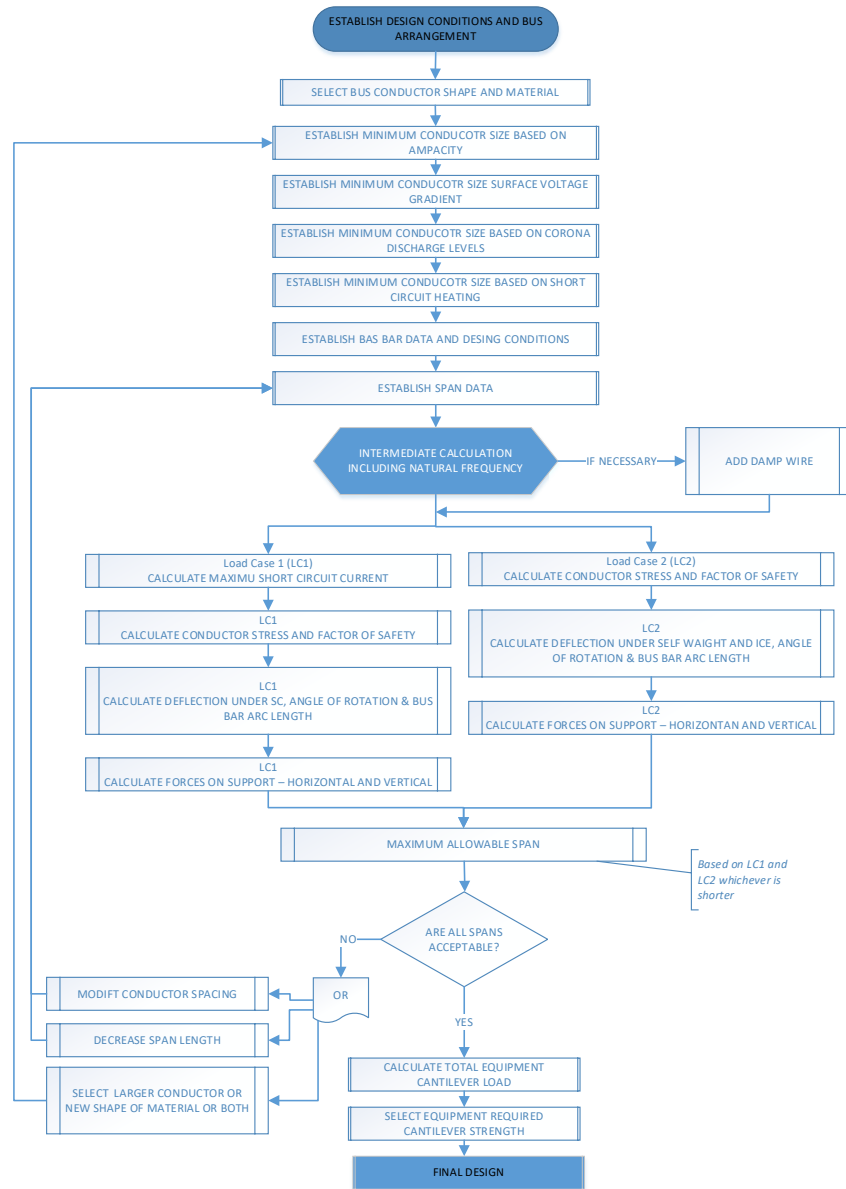 ESTABLISH DESIGN CONDITIONS AND BUS
ARRANGEMENT
SELECT BUS CONDUCTOR SHAPE AND MATERIAL
ESTABLISH MINIMUM CONDUCOTR SIZE BASED ON
AMPACITY
ESTABLISH MINIMUM CONDUCOTR SIZE SURFACE VOLTAGE
GRADIENT
ESTABLISH MINIMUM CONDUCOTR SIZE BASED ON CORONA
DISCHARGE LEVELS
ESTABLISH MINIMUM CONDUCOTR SIZE BASED ON SHORT
CIRCUIT HEATING
ESTABLISH BAS BAR DATA AND DESING CONDITIONS
ESTABLISH SPAN DATA
INTERMEDIATE CALCULATION
INCLUDING NATURAL FREQUENCY
IF NECESSARY
ADD DAMP WIRE
Load Case 1 (LC1)
CALCULATE MAXIMU SHORT CIRCUIT CURRENT
Load Case 2 (LC2)
CALCULATE CONDUCTOR STRESS AND FACTOR OF SAFETY
LC1
CALCULATE CONDUCTOR STRESS AND FACTOR OF SAFETY
LC2
CALCULATE DEFLECTION UNDER SELF WEIGHT AND ICE, ANGLE
OF ROTATION & BUS BAR ARC LENGTH
LC1
CALCULATE DEFLECTION UNDER SC, ANGLE OF ROTATION & BUS
BAR ARC LENGTH
LC2
CALCULATE FORCES ON SUPPORT – HORIZONTAN AND VERTICAL
LC1
CALCULATE FORCES ON SUPPORT – HORIZONTAL AND VERTICAL
MAXIMUM ALLOWABLE SPAN
Based on LC1 and
LC2 whichever is
shorter
ARE ALL SPANS
ACCEPTABLE?
NO
OR
MODIFT CONDUCTOR SPACING
DECREASE SPAN LENGTH
SELECT LARGER CONDUCTOR OR
NEW SHAPE OF MATERIAL OR BOTH
YES
CALCULATE TOTAL EQUIPMENT
CANTILEVER LOAD
SELECT EQUIPMENT REQUIRED
CANTILEVER STRENGTH
FINAL DESIGN